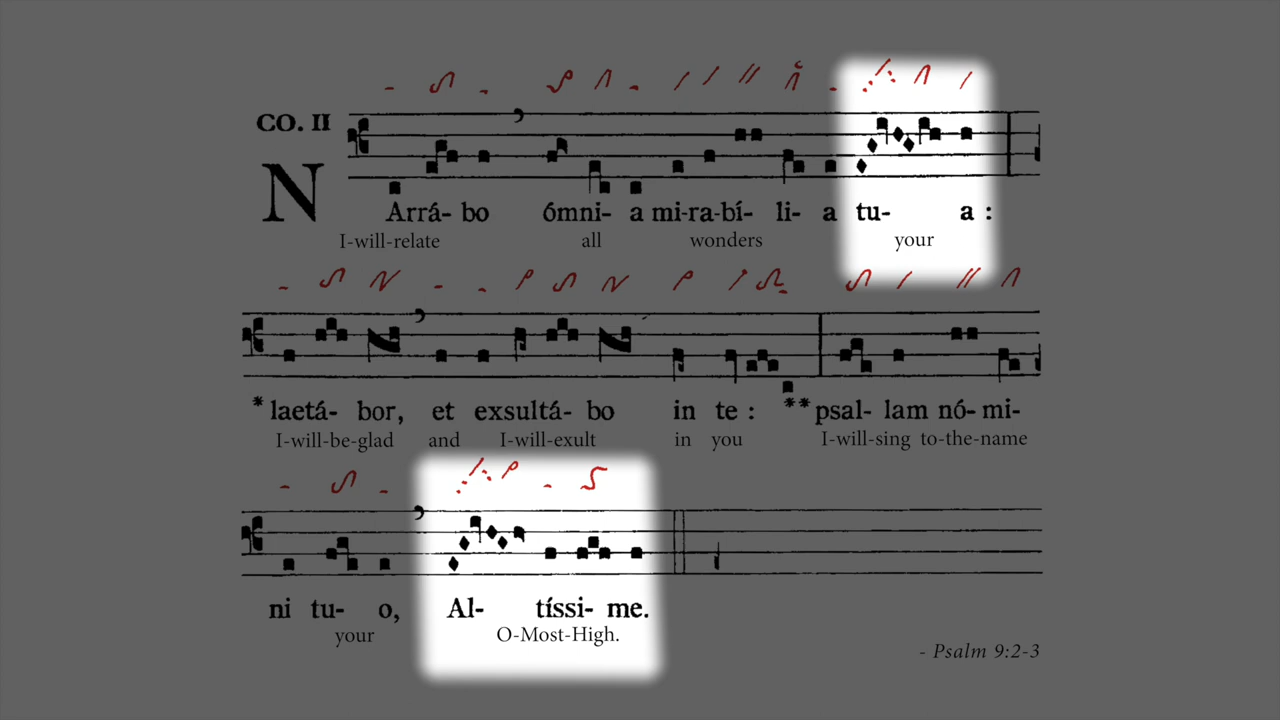 CO. II
NArrá- bo ómni- a mi-ra-bí- li- a tu- a :
I-will-relate all wonders your
* laetá- bor, et exsultá- bo in te : ** psal- lam nó-mi-
I-will-be-glad and I-will-exult in you I-will-sing to-the-name
ni tu- o, Al- tíssi- me.
your O-Most-High.
- Psalm 9:2-3